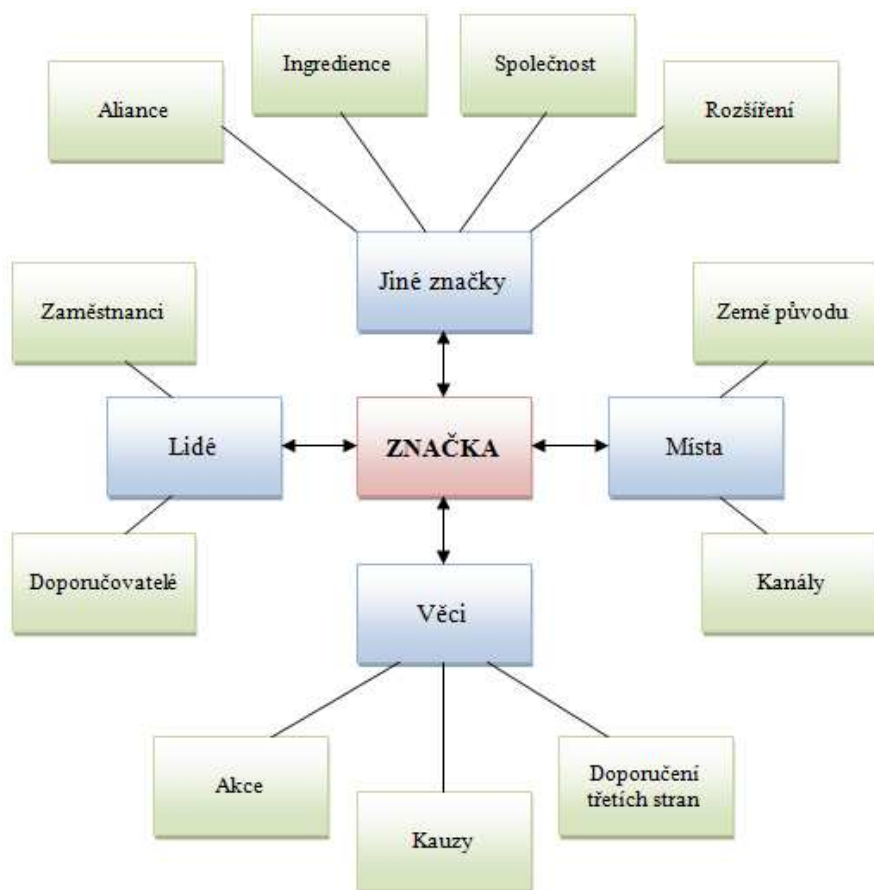 Ingredience
Společnost
Aliance
Rozšíření
Jiné značky
Zaměstnanci
Země původu
Lidé
ZNAČKA
Místa
Doporučovatelé
Kanály
Věci
Akce
Doporučení
třetích stran
Kauzy